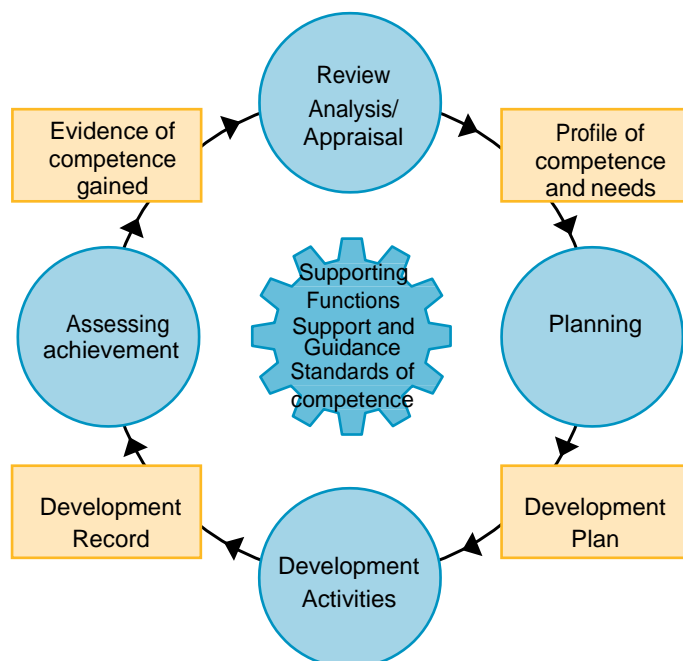 Review
Analysis/
Appraisal
Evidence of
competence
gained
Profile of
competence
and needs
Supporting
Functions
Support and
Guidance
Standards of
competence
Assessing
achievement
Planning
Development
Record
Development
Activities
Development
Plan